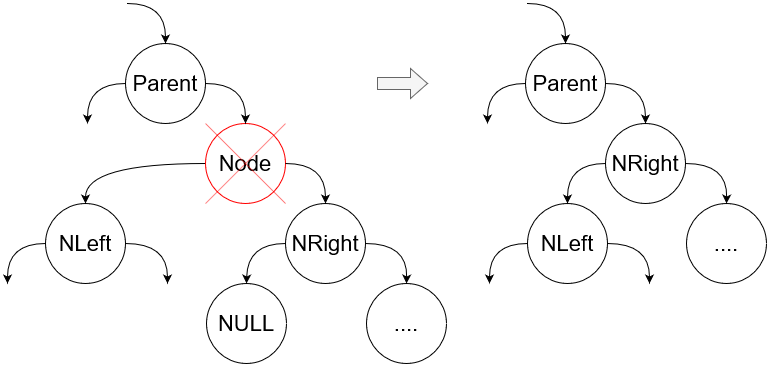 Parent
Parent
Node
NRight
NLeft
NRight
NLeft
....
NULL
....